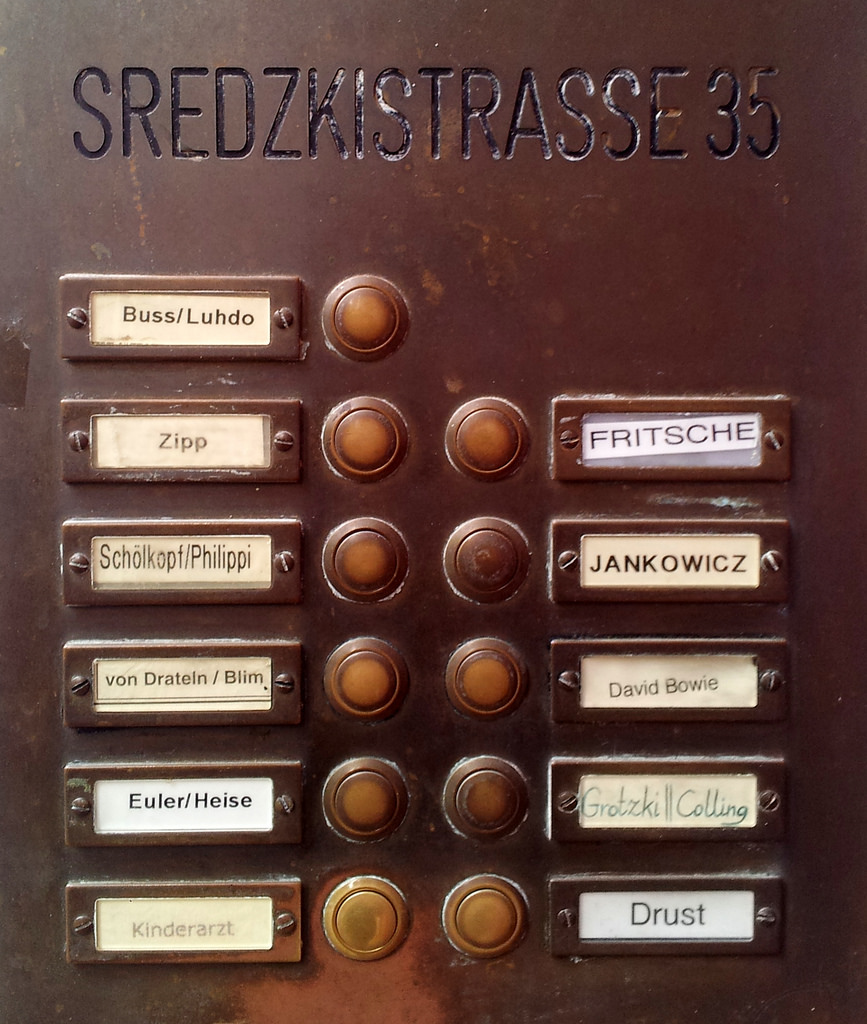 SREDZKISTRASSE 35
Buss/Luhdo
Zipp
FRITSCHE
Schölkopf/Philippi
JANKOWICZ
von Drateln / Blim
David Bowie
Euler/Heise
Grotzki||Colling
Kinderarzt
Drust